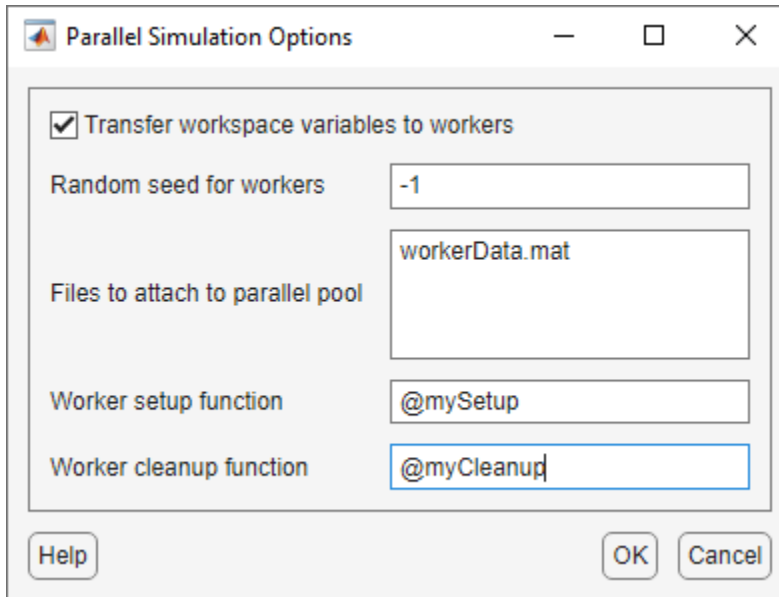 Parallel Simulation Options
Transfer workspace variables to workers
Random seed for workers
-1
Files to attach to parallel pool
workerData.mat
Worker setup function
@mySetup
Worker cleanup function
@myCleanup
Help
OK
Cancel